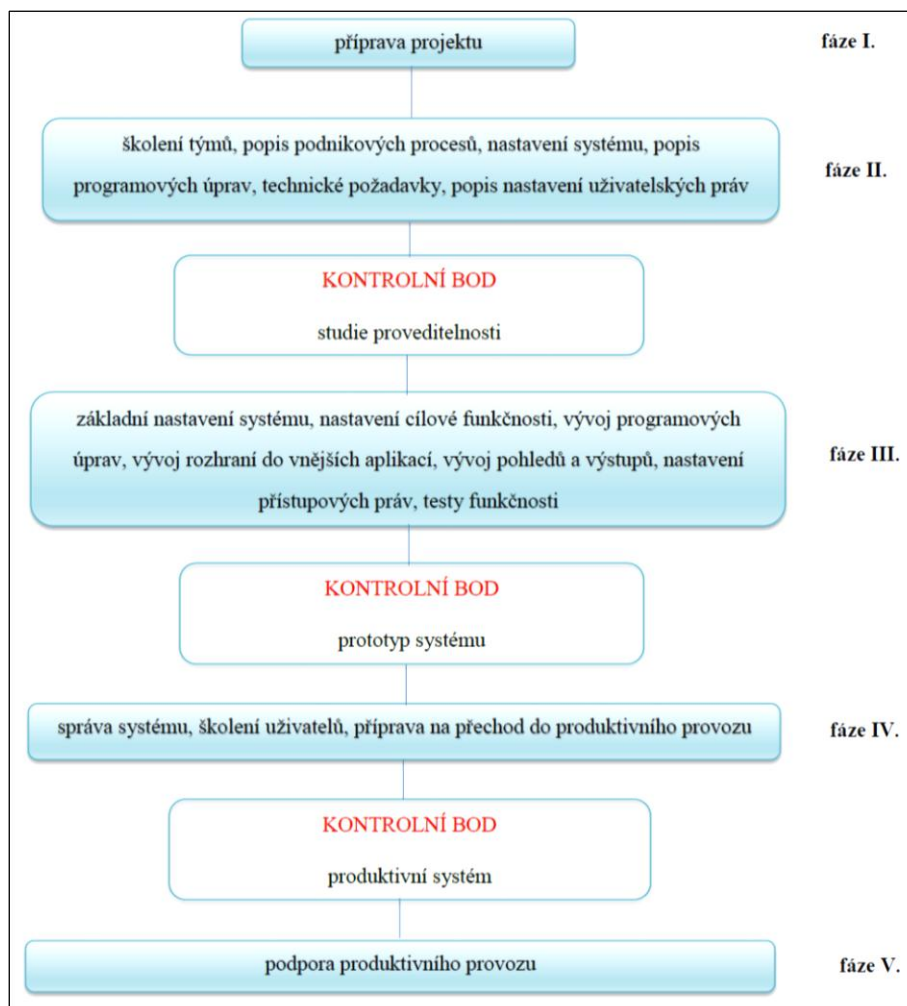 příprava projektu
fáze I.
školení týmů, popis podnikových procesů, nastavení systému, popis
programových úprav, technické požadavky, popis nastavení uživatelských práv
fáze II.
KONTROLNÍ BOD
studie proveditelnosti
základní nastavení systému, nastavení cílové funkčnosti, vývoj programových
úprav, vývoj rozhraní do vnějších aplikací, vývoj pohledů a výstupů, nastavení
přístupových práv, testy funkčnosti
fáze III.
KONTROLNÍ BOD
prototyp systému
správa systému, školení uživatelů, příprava na přechod do produktivního provozu
fáze IV.
KONTROLNÍ BOD
produktivní systém
podpora produktivního provozu
fáze V.